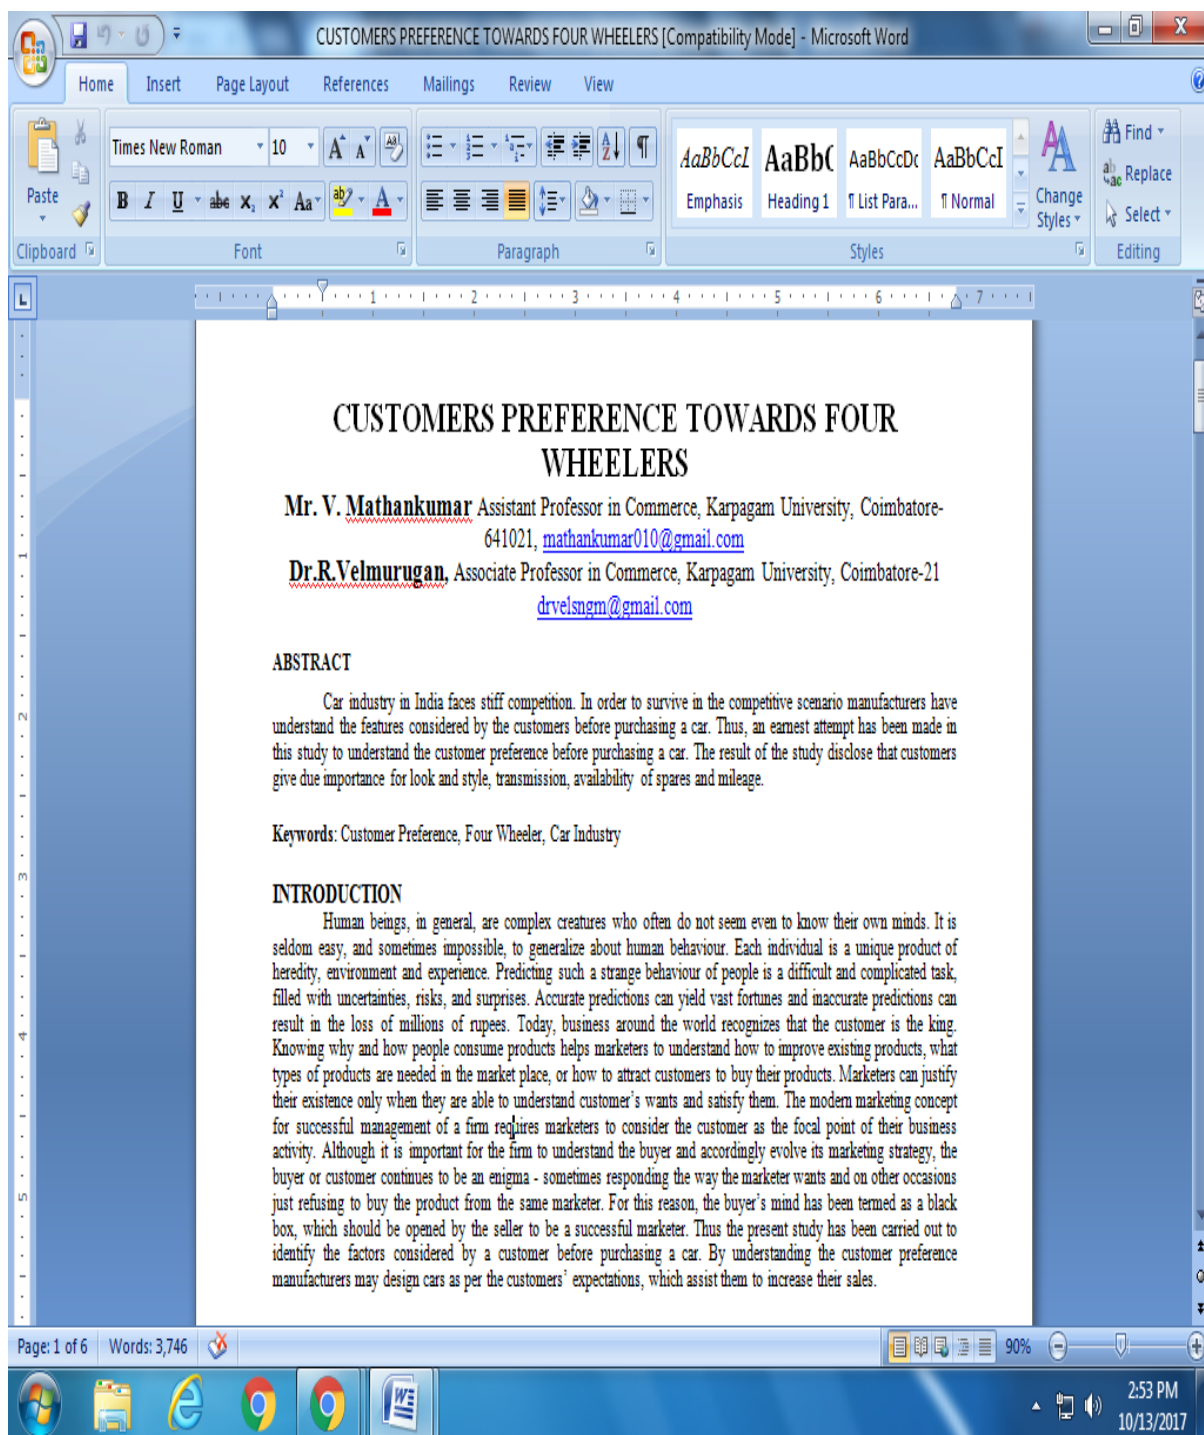 CUSTOMERS PREFERENCE TOWARDS FOUR WHEELERS [Compatibility Mode] - Microsoft Word
Home Insert Page Layout References Mailings Review View
Paste
Times New Roman 10
B I U abc X₂ X² Aa ab A
AaBbCcI AaBb( AaBbCcDc AaBbCcI
Emphasis Heading 1 ¶ List Para... ¶ Normal
Change
Styles
Find
Replace
Select
Clipboard Font Paragraph Styles Editing
L
1 2 3 4 5 6 7
CUSTOMERS PREFERENCE TOWARDS FOUR
WHEELERS
Mr. V. Mathankumar Assistant Professor in Commerce, Karpagam University, Coimbatore-
641021, mathankumar010@gmail.com
Dr.R.Velmurugan, Associate Professor in Commerce, Karpagam University, Coimbatore-21
drvelsngm@gmail.com
ABSTRACT
Car industry in India faces stiff competition. In order to survive in the competitive scenario manufacturers have
understand the features considered by the customers before purchasing a car. Thus, an earnest attempt has been made in
this study to understand the customer preference before purchasing a car. The result of the study disclose that customers
give due importance for look and style, transmission, availability of spares and mileage.
Keywords: Customer Preference, Four Wheeler, Car Industry
INTRODUCTION
Human beings, in general, are complex creatures who often do not seem even to know their own minds. It is
seldom easy, and sometimes impossible, to generalize about human behaviour. Each individual is a unique product of
heredity, environment and experience. Predicting such a strange behaviour of people is a difficult and complicated task,
filled with uncertainties, risks, and surprises. Accurate predictions can yield vast fortunes and inaccurate predictions can
result in the loss of millions of rupees. Today, business around the world recognizes that the customer is the king.
Knowing why and how people consume products helps marketers to understand how to improve existing products, what
types of products are needed in the market place, or how to attract customers to buy their products. Marketers can justify
their existence only when they are able to understand customer's wants and satisfy them. The modern marketing concept
for successful management of a firm requires marketers to consider the customer as the focal point of their business
activity. Although it is important for the firm to understand the buyer and accordingly evolve its marketing strategy, the
buyer or customer continues to be an enigma - sometimes responding the way the marketer wants and on other occasions
just refusing to buy the product from the same marketer. For this reason, the buyer's mind has been termed as a black
box, which should be opened by the seller to be a successful marketer. Thus the present study has been carried out to
identify the factors considered by a customer before purchasing a car. By understanding the customer preference
manufacturers may design cars as per the customers' expectations, which assist them to increase their sales.
Page: 1 of 6 Words: 3,746 90%
2:53 PM
10/13/2017